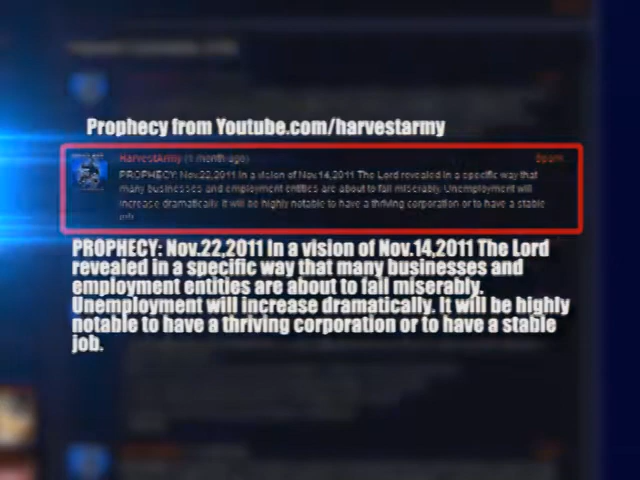 Prophecy from Youtube.com/harvestarmy
HarvestArmy (1 month ago) Spam
PROPHECY: Nov.22,2011 In a vision of Nov.14,2011 The Lord revealed in a specific way that
many businesses and employment entities are about to fail miserably. Unemployment will
increase dramatically. It will be highly notable to have a thriving corporation or to have a stable
job.
PROPHECY: Nov.22,2011 In a vision of Nov.14,2011 The Lord
revealed in a specific way that many businesses and
employment entities are about to fail miserably.
Unemployment will increase dramatically. It will be highly
notable to have a thriving corporation or to have a stable
job.